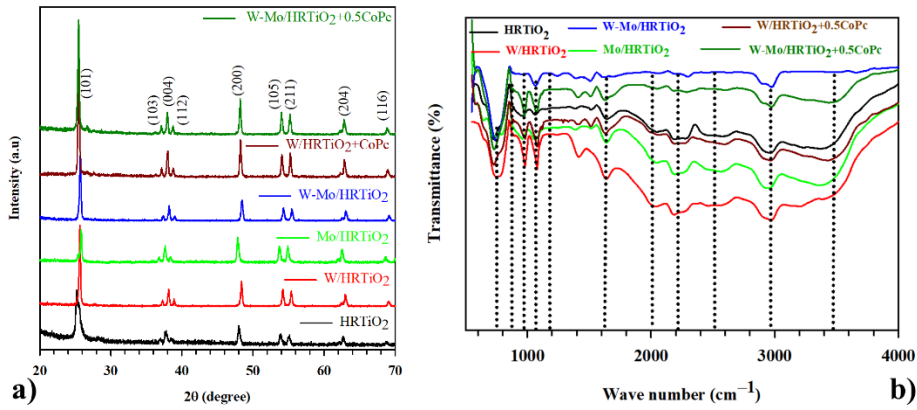 W-Mo/HRTiO2+0.5CoPc
(101)
(103)
(004)
(112)
(200)
(105)
(211)
(204)
(116)
W/HRTiO2+CoPc
W-Mo/HRTiO2
Mo/HRTiO2
W/HRTiO2
HRTiO2
Intensity (a.u)
20 30 40 50 60 70
2θ (degree)
a)
HRTiO2 W-Mo/HRTiO2 W/HRTiO2+0.5CoPc
W/HRTiO2 Mo/HRTiO2 W-Mo/HRTiO2+0.5CoPc
Transmittance (%)
1000 2000 3000 4000
Wave number (cm−1)
b)